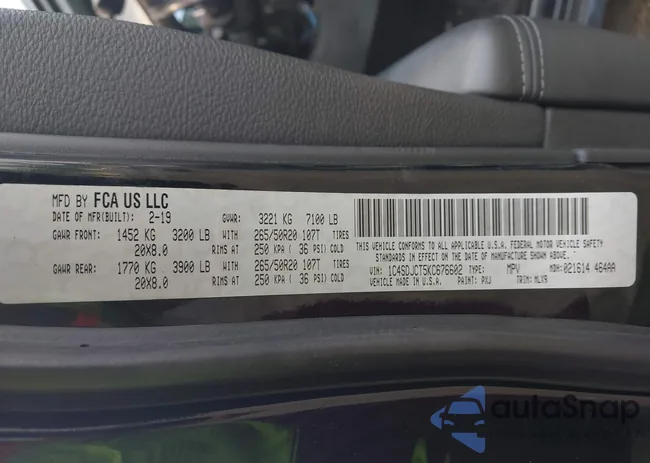 MFD BY FCA US LLC
DATE OF MFR(BUILT): 2-19 GVWR: 3221 KG 7100 LB
GAWR FRONT: 1452 KG 3200 LB WITH 265/50R20 107T TIRES
20X8.0 RIMS AT 250 KPA ( 36 PSI) COLD
GAWR REAR: 1770 KG 3900 LB WITH 265/50R20 107T TIRES
20X8.0 RIMS AT 250 KPA ( 36 PSI) COLD
THIS VEHICLE CONFORMS TO ALL APPLICABLE U.S.A. FEDERAL MOTOR VEHICLE SAFETY
STANDARDS IN EFFECT ON THE DATE OF MANUFACTURE SHOWN ABOVE.
VIN: 1C4SDJCT5KC676602 TYPE: MPV MDH: 021614 464AA
VEHICLE MADE IN U.S.A. PAINT: PXJ TRIM: MLX9
autoSnap